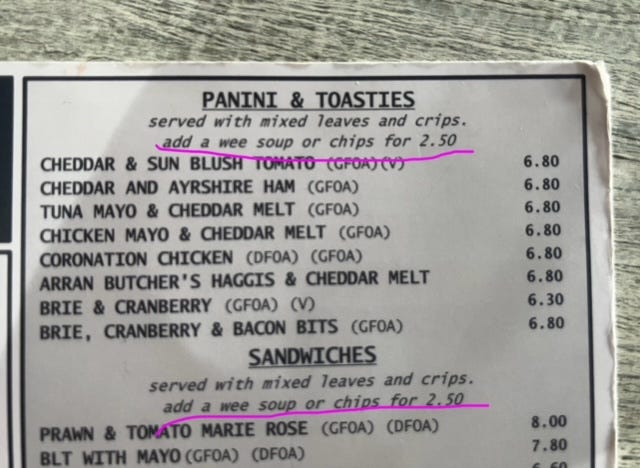 PANINI & TOASTIES
served with mixed leaves and crips.
add a wee soup or chips for 2.50
CHEDDAR & SUN BLUSH TOMATO (GFOA)(V) 6.80
CHEDDAR AND AYRSHIRE HAM (GFOA) 6.80
TUNA MAYO & CHEDDAR MELT (GFOA) 6.80
CHICKEN MAYO & CHEDDAR MELT (GFOA) 6.80
CORONATION CHICKEN (DFOA) (GFOA) 6.80
ARRAN BUTCHER'S HAGGIS & CHEDDAR MELT 6.80
BRIE & CRANBERRY (GFOA) (V) 6.30
BRIE, CRANBERRY & BACON BITS (GFOA) 6.80
SANDWICHES
served with mixed leaves and crips.
add a wee soup or chips for 2.50
PRAWN & TOMATO MARIE ROSE (GFOA) (DFOA) 8.00
BLT WITH MAYO (GFOA) (DFOA) 7.80